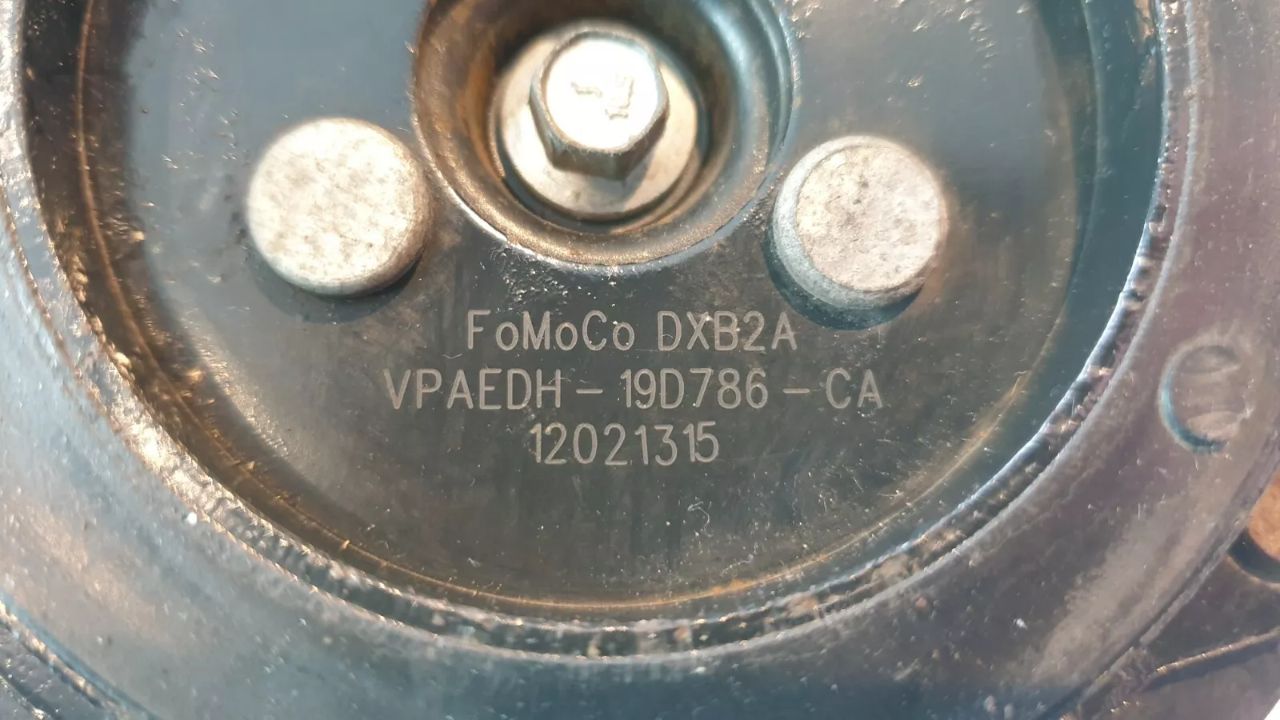 FoMoCo DXB2A
VPAEDH - 19D786 - CA
12021315